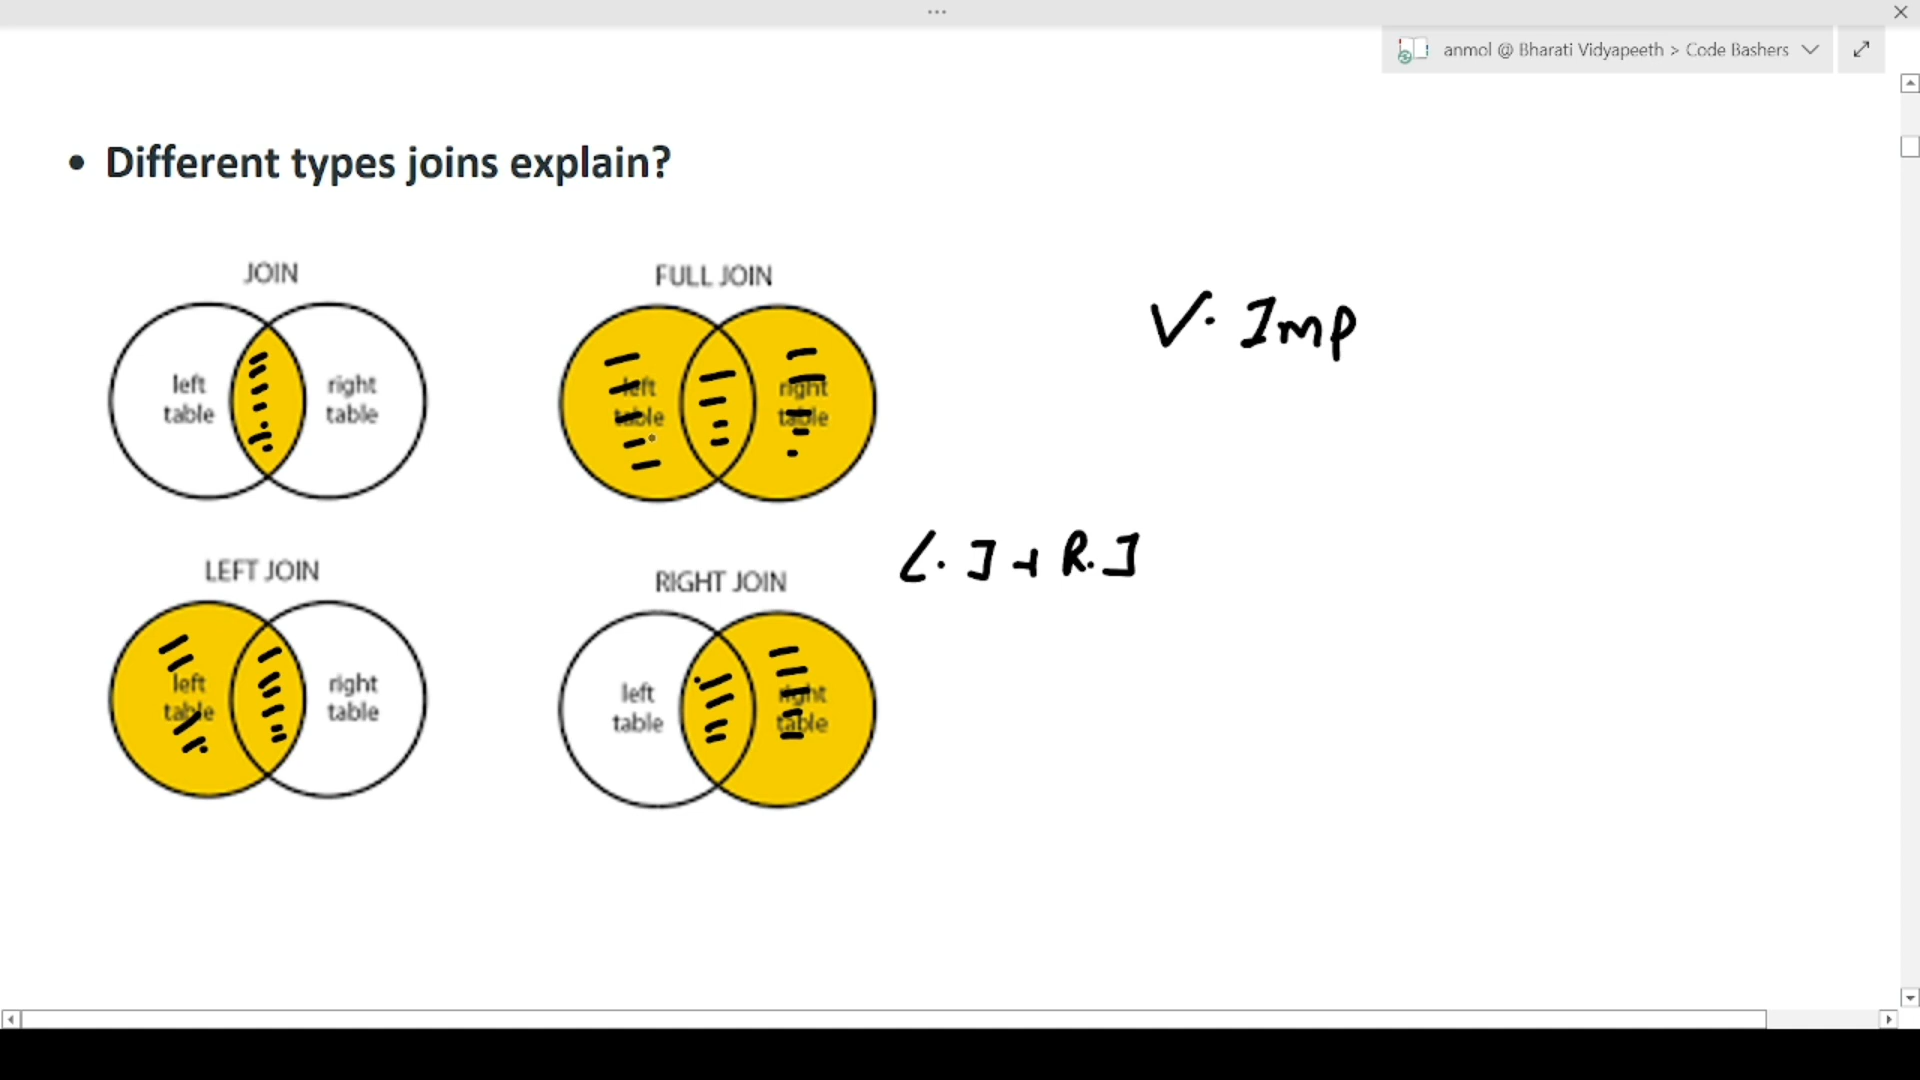 anmol @ Bharati Vidyapeeth > Code Bashers
• Different types joins explain?
JOIN
left table
right table
FULL JOIN
left table
right table
V. Imp
L.J + R.J
LEFT JOIN
left table
right table
RIGHT JOIN
left table
right table